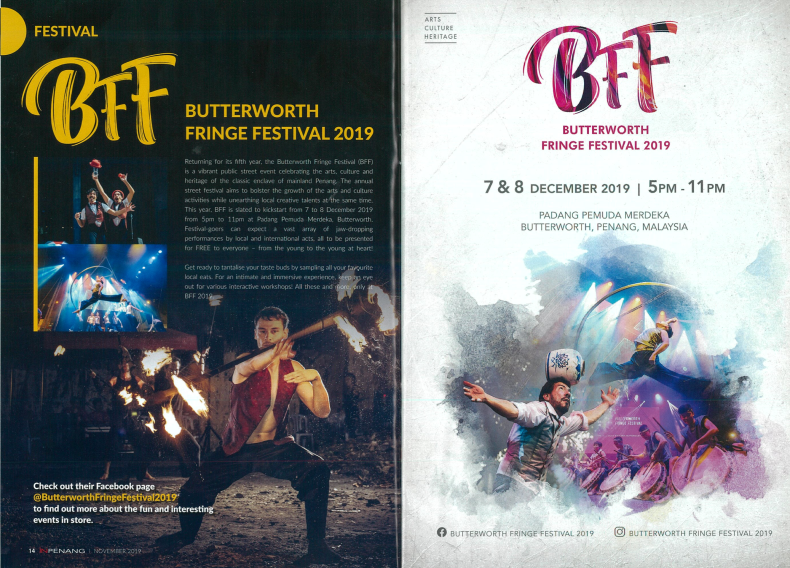 FESTIVAL
BFF
BUTTERWORTH
FRINGE FESTIVAL 2019
Returning for its fifth year, the Butterworth Fringe Festival (BFF)
is a vibrant public street event celebrating the arts, culture and
heritage of the classic enclave of mainland Penang. The annual
street festival aims to bolster the growth of the arts and culture
activities while unearthing local creative talents at the same time.
This year, BFF is slated to kickstart from 7 to 8 December 2019
from 5pm to 11pm at Padang Pemuda Merdeka, Butterworth.
Festival-goers can expect a vast array of jaw-dropping
performances by local and international acts, all to be presented
for FREE to everyone – from the young to the young at heart!
Get ready to tantalise your taste buds by sampling all your favourite
local eats. For an intimate and immersive experience, keep an eye
out for various interactive workshops! All these and more, only at
BFF 2019.
Check out their Facebook page
@ButterworthFringeFestival2019
to find out more about the fun and interesting
events in store.
14 INPENANG | NOVEMBER 2019
ARTS
CULTURE
HERITAGE
BFF
BUTTERWORTH
FRINGE FESTIVAL 2019
7 & 8 DECEMBER 2019 | 5PM - 11PM
PADANG PEMUDA MERDEKA
BUTTERWORTH, PENANG, MALAYSIA
BUTTERWORTH FRINGE FESTIVAL 2019
BUTTERWORTH FRINGE FESTIVAL 2019